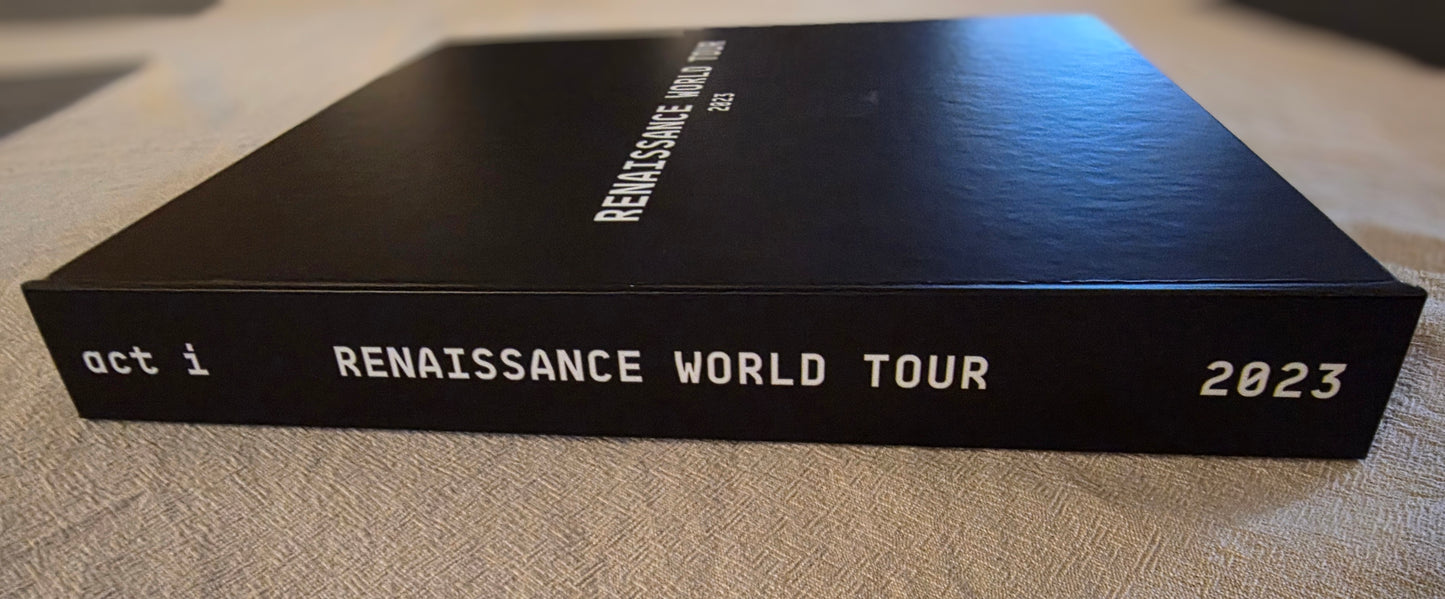 RENAISSANCE WORLD TOUR
2023
act i RENAISSANCE WORLD TOUR 2023